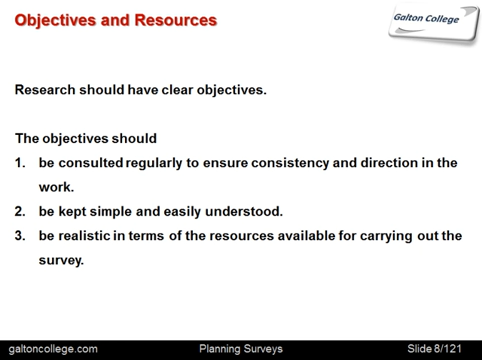 Objectives and Resources
Galton College
Research should have clear objectives.
The objectives should
1. be consulted regularly to ensure consistency and direction in the
work.
2. be kept simple and easily understood.
3. be realistic in terms of the resources available for carrying out the
survey.
galtoncollege.com Planning Surveys Slide 8/121